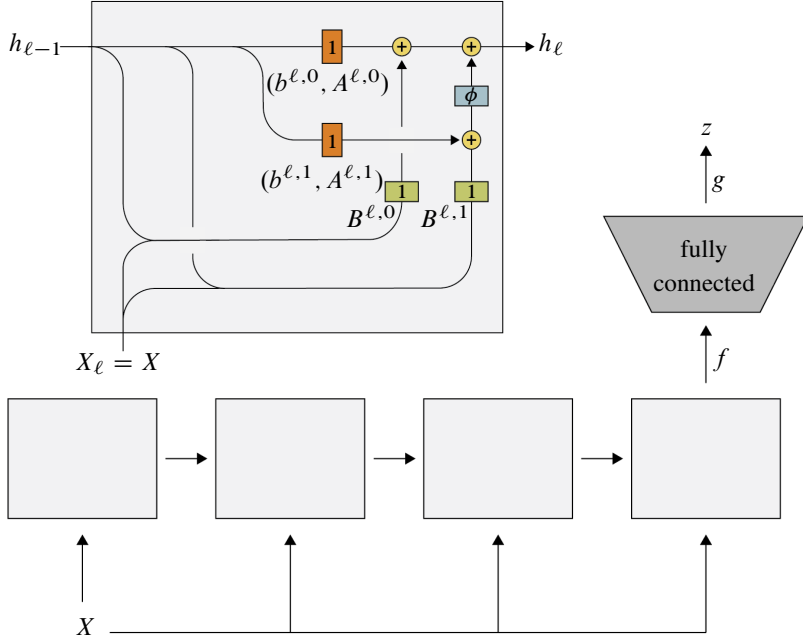 h_{ℓ−1} 1 + + h_ℓ
(b^{ℓ,0}, A^{ℓ,0}) ϕ
1 +
(b^{ℓ,1}, A^{ℓ,1}) 1 1
B^{ℓ,0} B^{ℓ,1}
X_ℓ = X
z
g
fully
connected
f
X